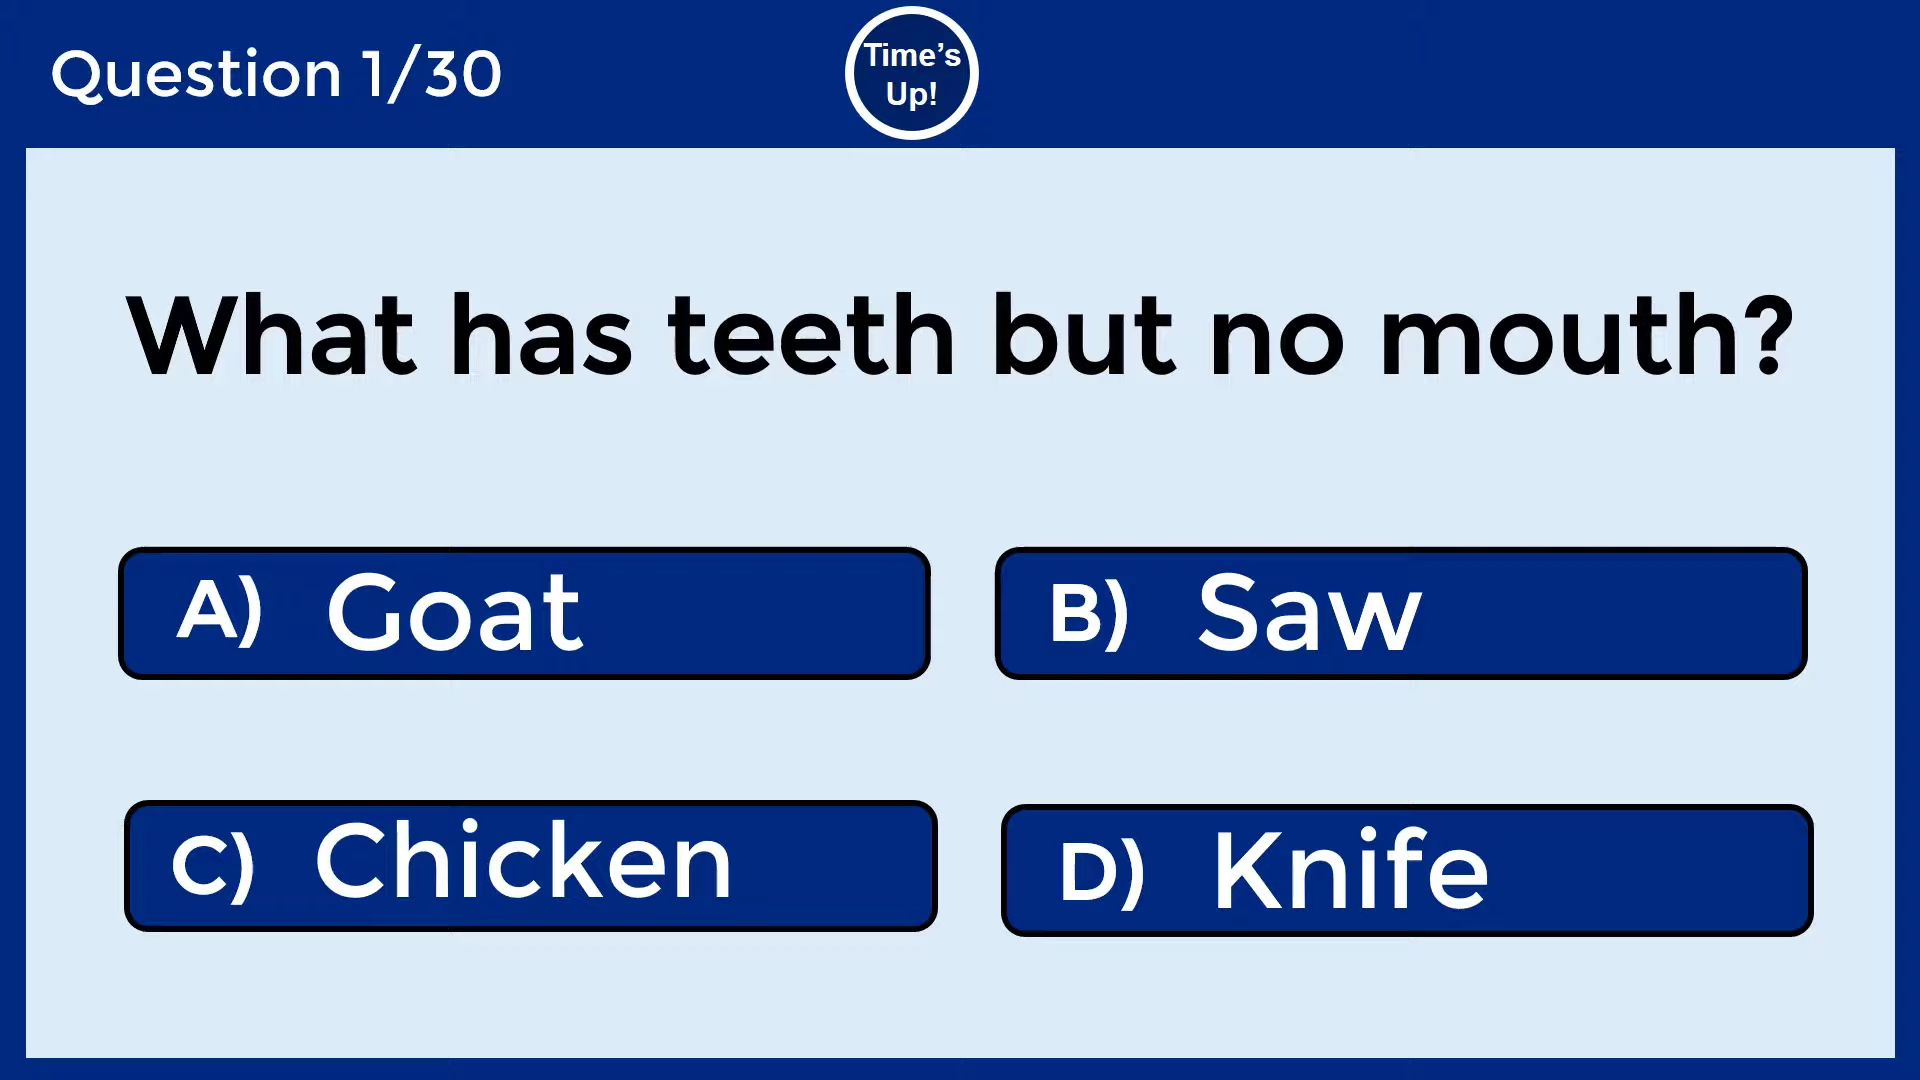 Question 1/30
Time's
Up!
What has teeth but no mouth?
A) Goat
B) Saw
C) Chicken
D) Knife